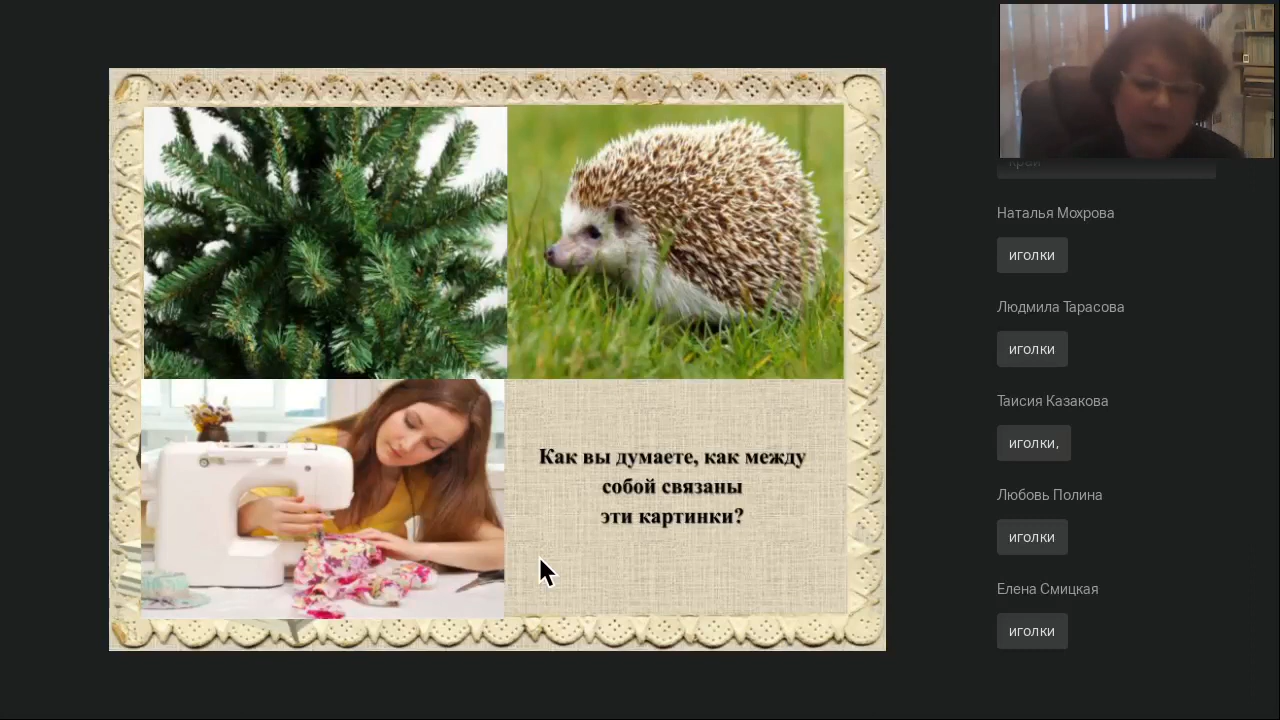 Как вы думаете, как между
собой связаны
эти картинки?
Наталья Мохрова
иголки
Людмила Тарасова
иголки
Таисия Казакова
иголки,
Любовь Полина
иголки
Елена Смицкая
иголки